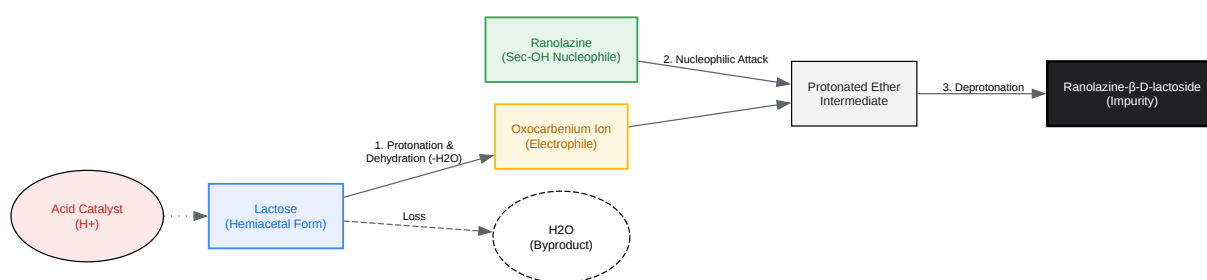 Acid Catalyst
(H+)
Lactose
(Hemiacetal Form)
1. Protonation &
Dehydration (-H2O)
Loss
Ranolazine
(Sec-OH Nucleophile)
Oxocarbenium Ion
(Electrophile)
H2O
(Byproduct)
2. Nucleophilic Attack
Protonated Ether
Intermediate
3. Deprotonation
Ranolazine-β-D-lactoside
(Impurity)